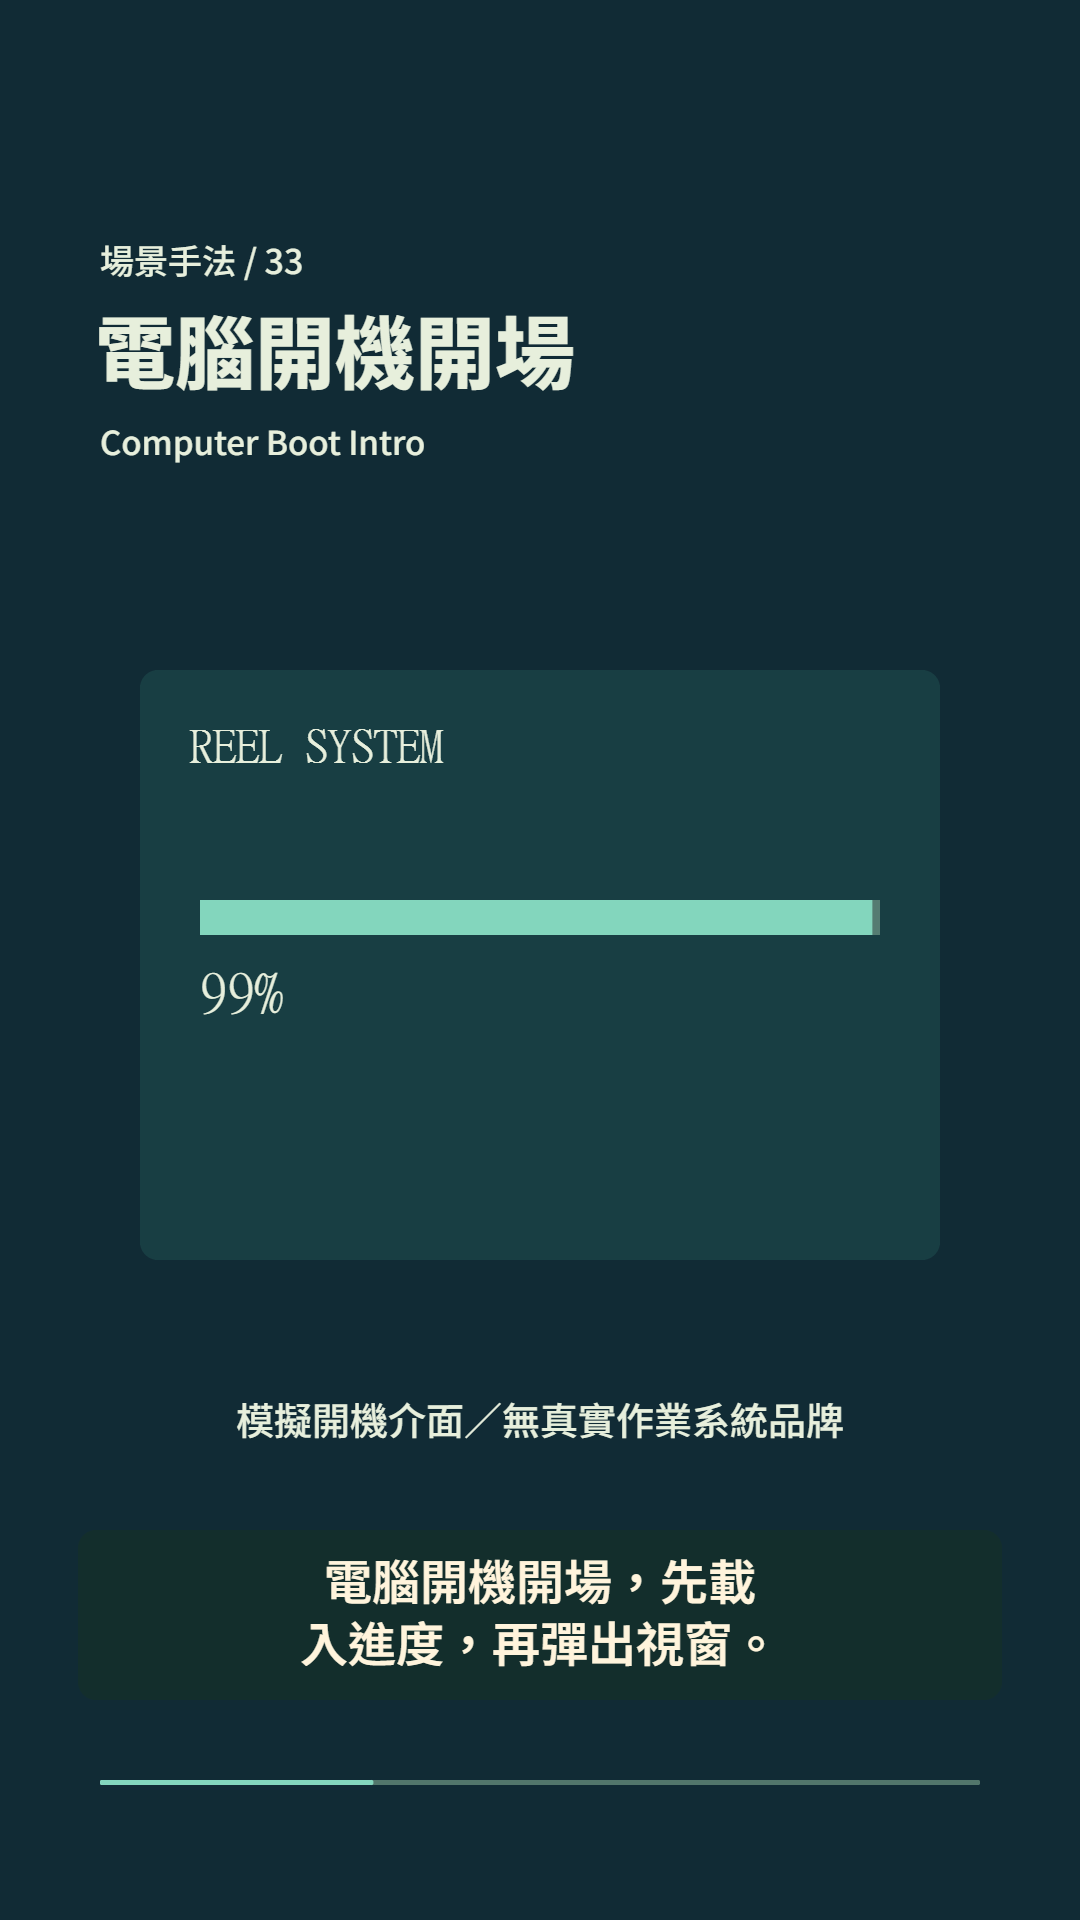 場景手法 / 33
電腦開機開場
Computer Boot Intro
REEL SYSTEM
99%
模擬開機介面／無真實作業系統品牌
電腦開機開場，先載
入進度，再彈出視窗。